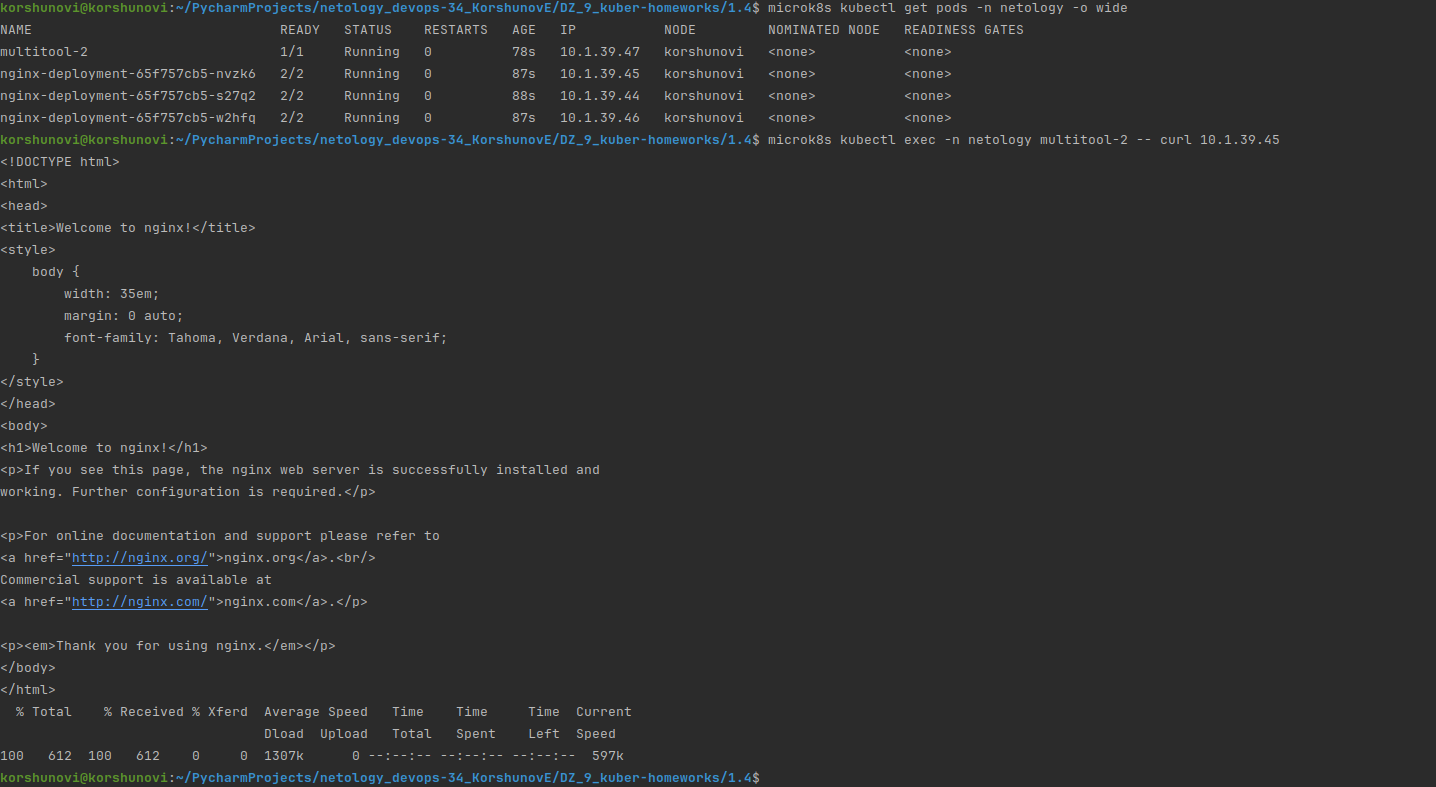 korshunovi@korshunovi:~/PycharmProjects/netology_devops-34_KorshunovE/DZ_9_kuber-homeworks/1.4$ microk8s kubectl get pods -n netology -o wide
NAME                               READY   STATUS    RESTARTS   AGE   IP           NODE         NOMINATED NODE   READINESS GATES
multitool-2                        1/1     Running   0          78s   10.1.39.47   korshunovi   <none>           <none>
nginx-deployment-65f757cb5-nvzk6   2/2     Running   0          87s   10.1.39.45   korshunovi   <none>           <none>
nginx-deployment-65f757cb5-s27q2   2/2     Running   0          88s   10.1.39.44   korshunovi   <none>           <none>
nginx-deployment-65f757cb5-w2hfq   2/2     Running   0          87s   10.1.39.46   korshunovi   <none>           <none>
korshunovi@korshunovi:~/PycharmProjects/netology_devops-34_KorshunovE/DZ_9_kuber-homeworks/1.4$ microk8s kubectl exec -n netology multitool-2 -- curl 10.1.39.45
<!DOCTYPE html>
<html>
<head>
<title>Welcome to nginx!</title>
<style>
    body {
        width: 35em;
        margin: 0 auto;
        font-family: Tahoma, Verdana, Arial, sans-serif;
    }
</style>
</head>
<body>
<h1>Welcome to nginx!</h1>
<p>If you see this page, the nginx web server is successfully installed and
working. Further configuration is required.</p>

<p>For online documentation and support please refer to
<a href="http://nginx.org/">nginx.org</a>.<br/>
Commercial support is available at
<a href="http://nginx.com/">nginx.com</a>.</p>

<p><em>Thank you for using nginx.</em></p>
</body>
</html>
  % Total    % Received % Xferd  Average Speed   Time    Time     Time  Current
                                 Dload  Upload   Total   Spent    Left  Speed
100   612  100   612    0     0  1307k      0 --:--:-- --:--:-- --:--:--  597k
korshunovi@korshunovi:~/PycharmProjects/netology_devops-34_KorshunovE/DZ_9_kuber-homeworks/1.4$